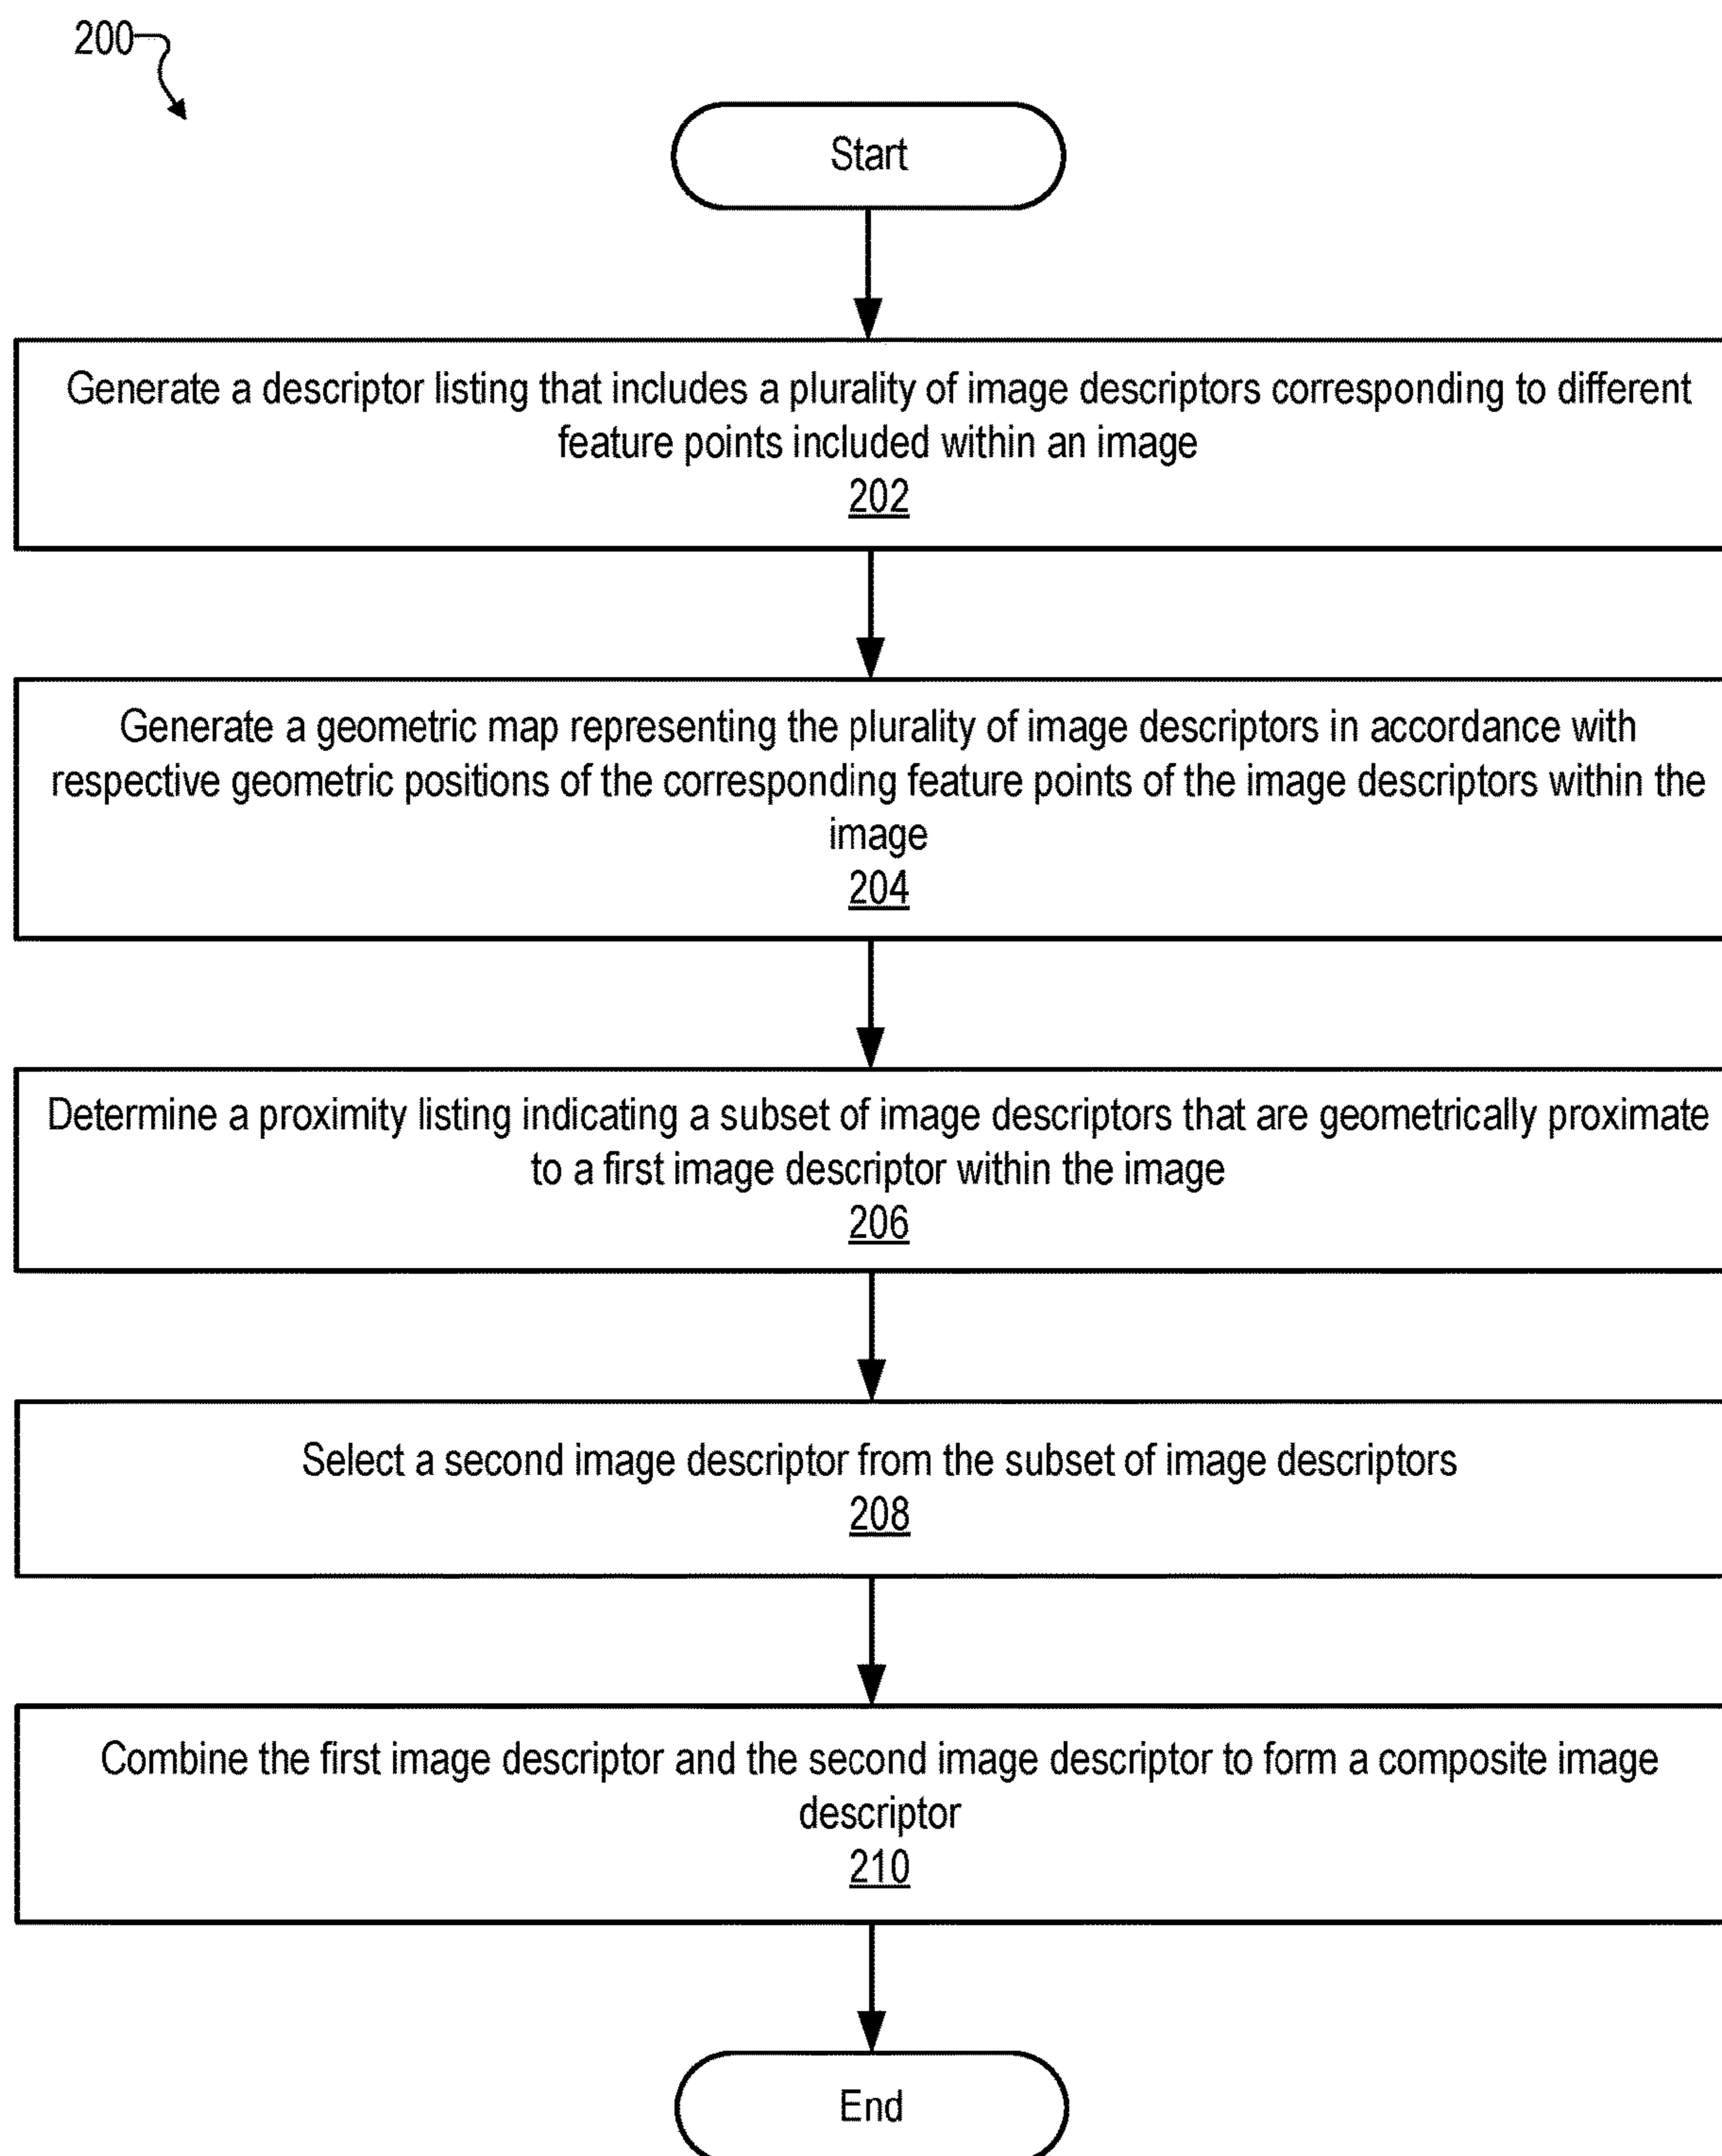 200
Start
Generate a descriptor listing that includes a plurality of image descriptors corresponding to different
feature points included within an image
202
Generate a geometric map representing the plurality of image descriptors in accordance with
respective geometric positions of the corresponding feature points of the image descriptors within the
image
204
Determine a proximity listing indicating a subset of image descriptors that are geometrically proximate
to a first image descriptor within the image
206
Select a second image descriptor from the subset of image descriptors
208
Combine the first image descriptor and the second image descriptor to form a composite image
descriptor
210
End